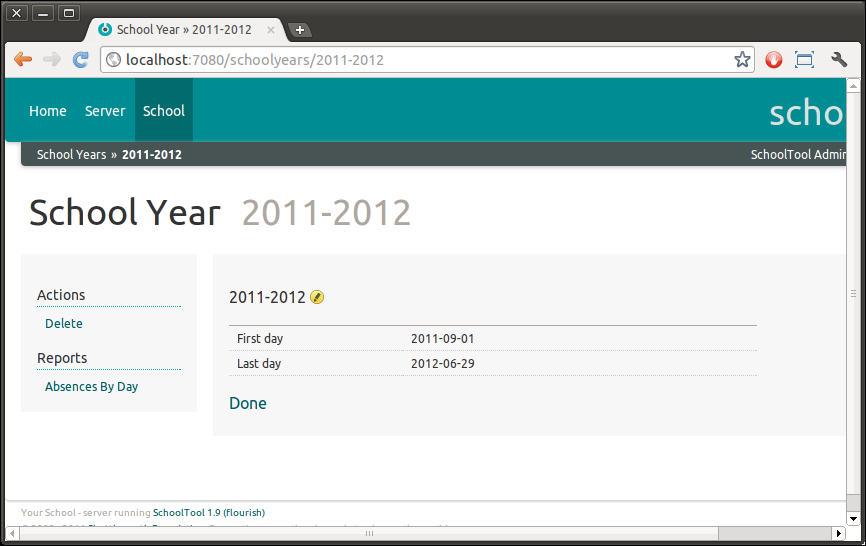 School Year » 2011-2012
localhost:7080/schoolyears/2011-2012
Home Server School
scho
School Years » 2011-2012
SchoolTool Admin
School Year 2011-2012
Actions
Delete
Reports
Absences By Day
2011-2012
First day 2011-09-01
Last day 2012-06-29
Done
Your School - server running SchoolTool 1.9 (flourish)